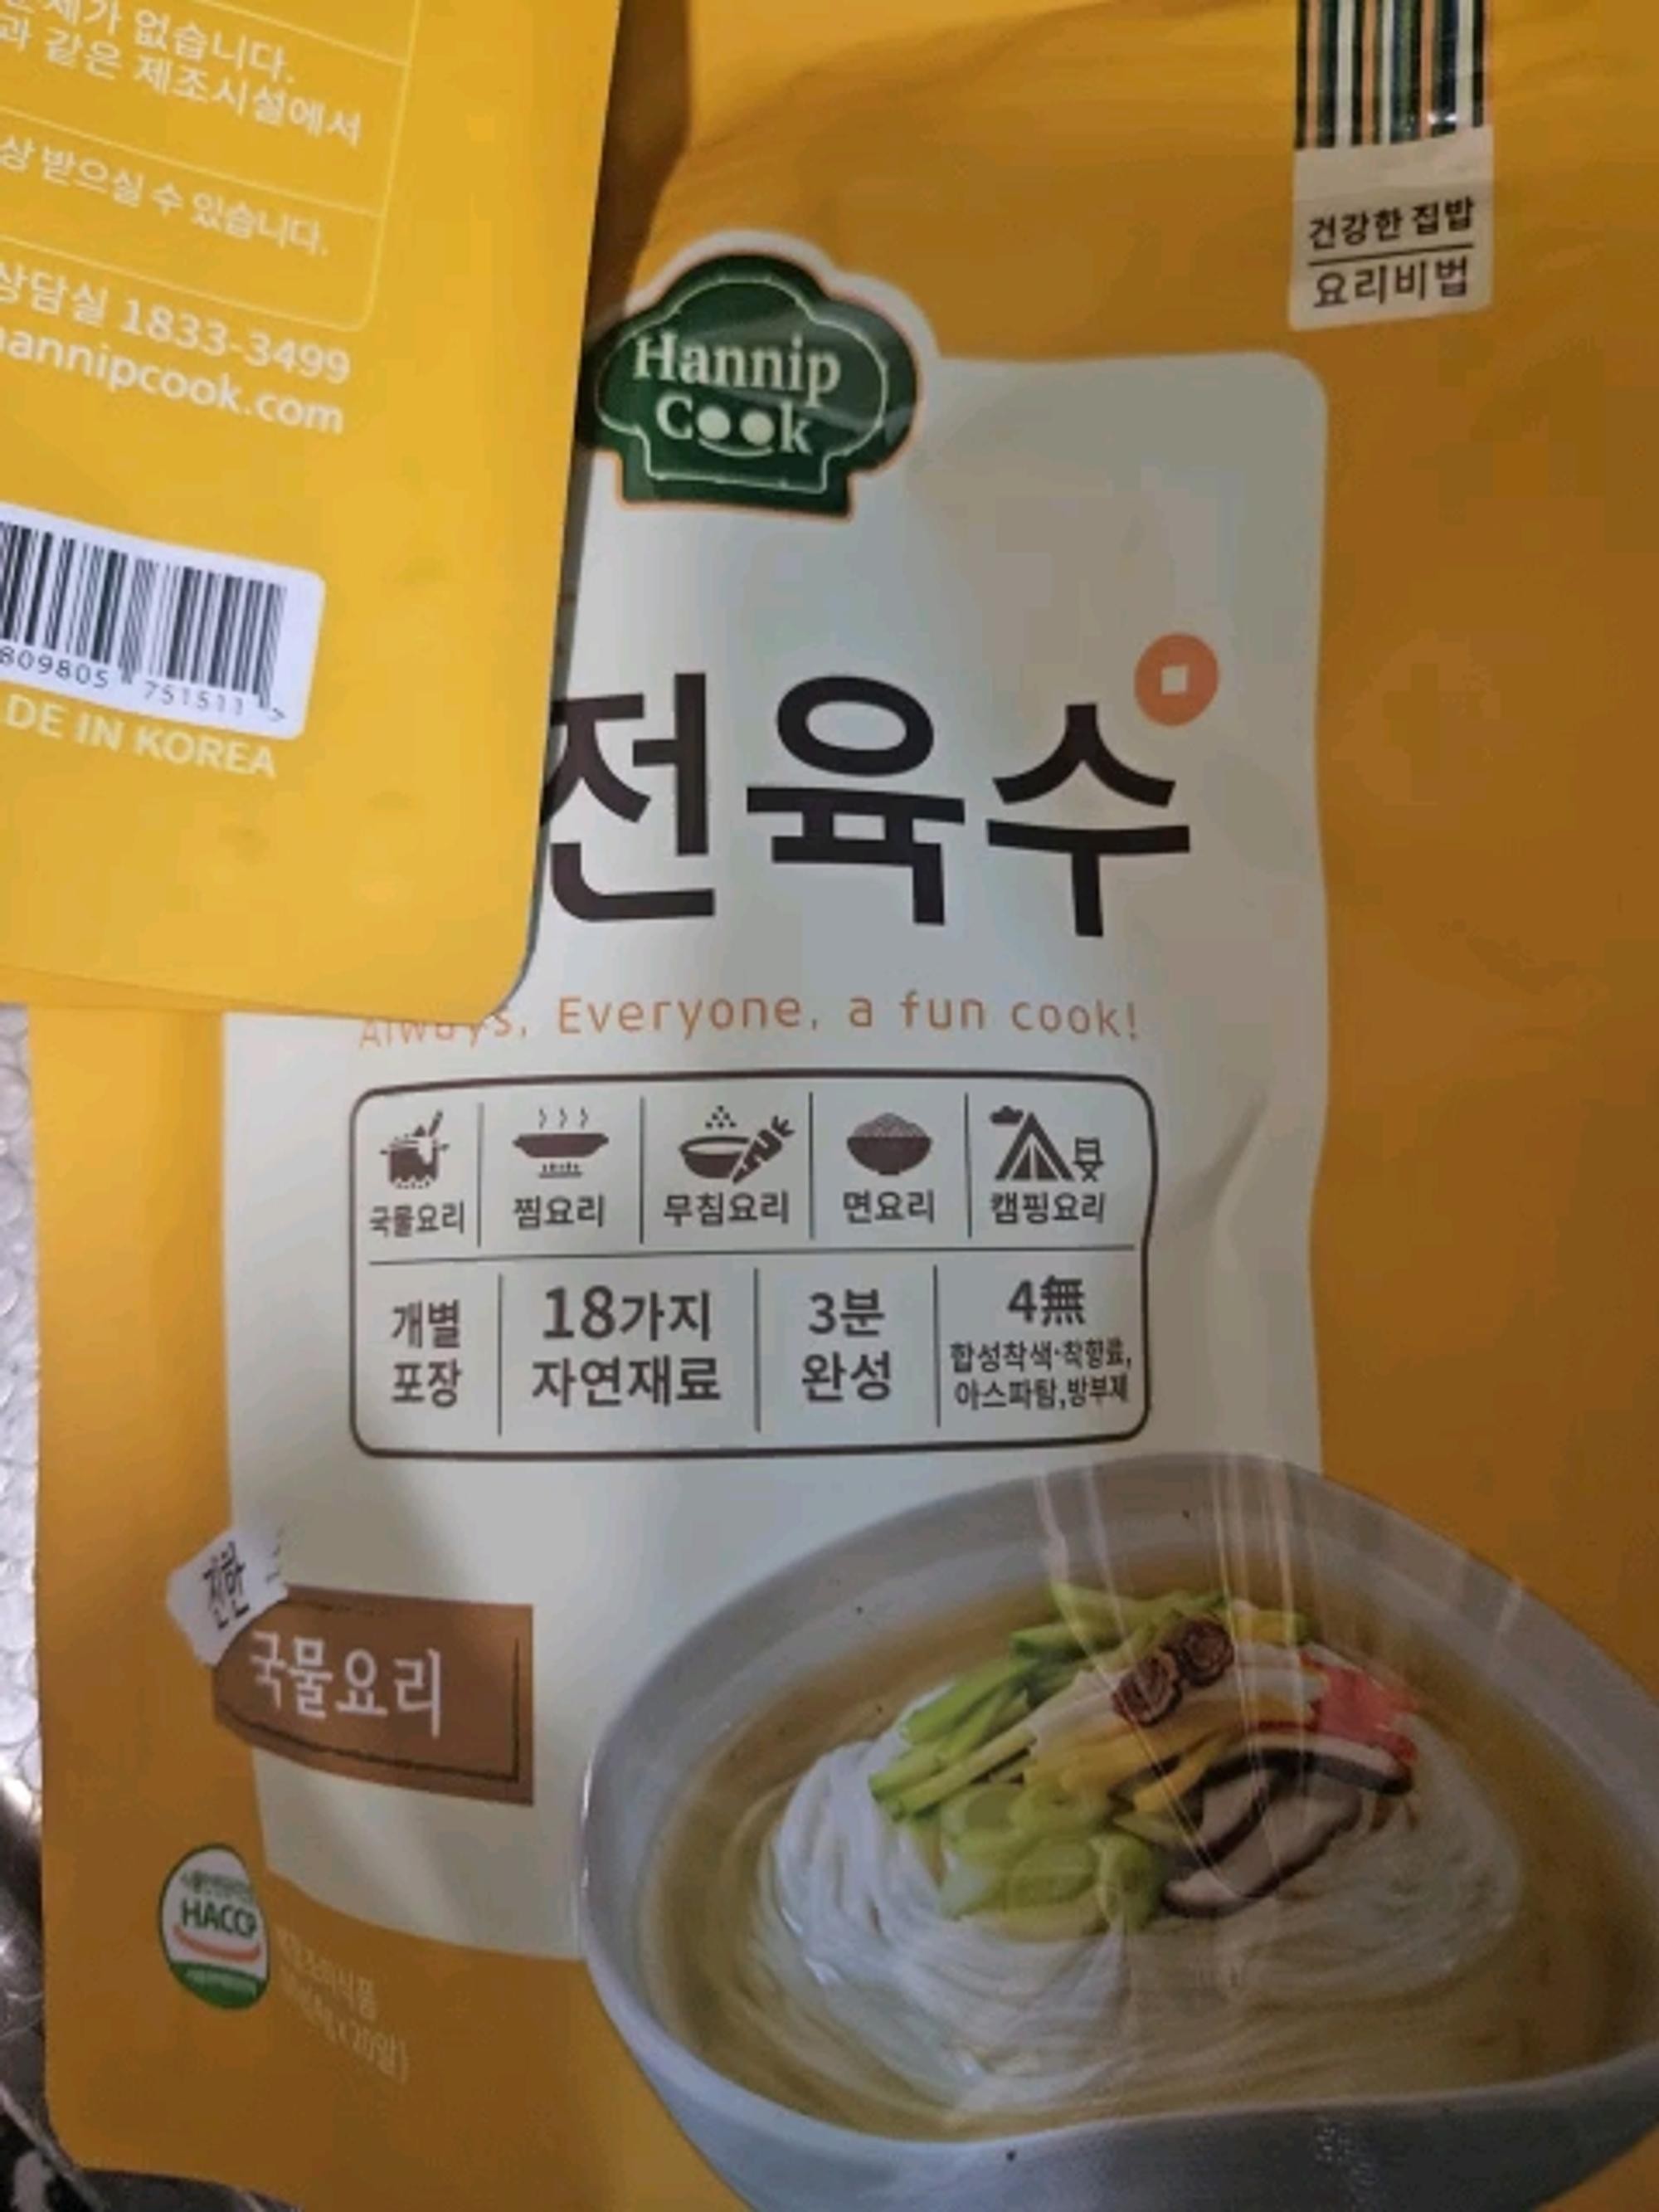 가 없습니다.
과 같은 제조시설에서
상 받으실 수 있습니다.
상담실 1833-3499
hannipcook.com
809805 751511 >
DE IN KOREA
건강한 집밥
요리비법
Hannip
Cook
전육수
Always, Everyone, a fun cook!
국물요리 찜요리 무침요리 면요리 캠핑요리
개별
포장
18가지
자연재료
3분
완성
4無
합성착색·착향료,
아스파탐,방부제
진한
국물요리
HACCP